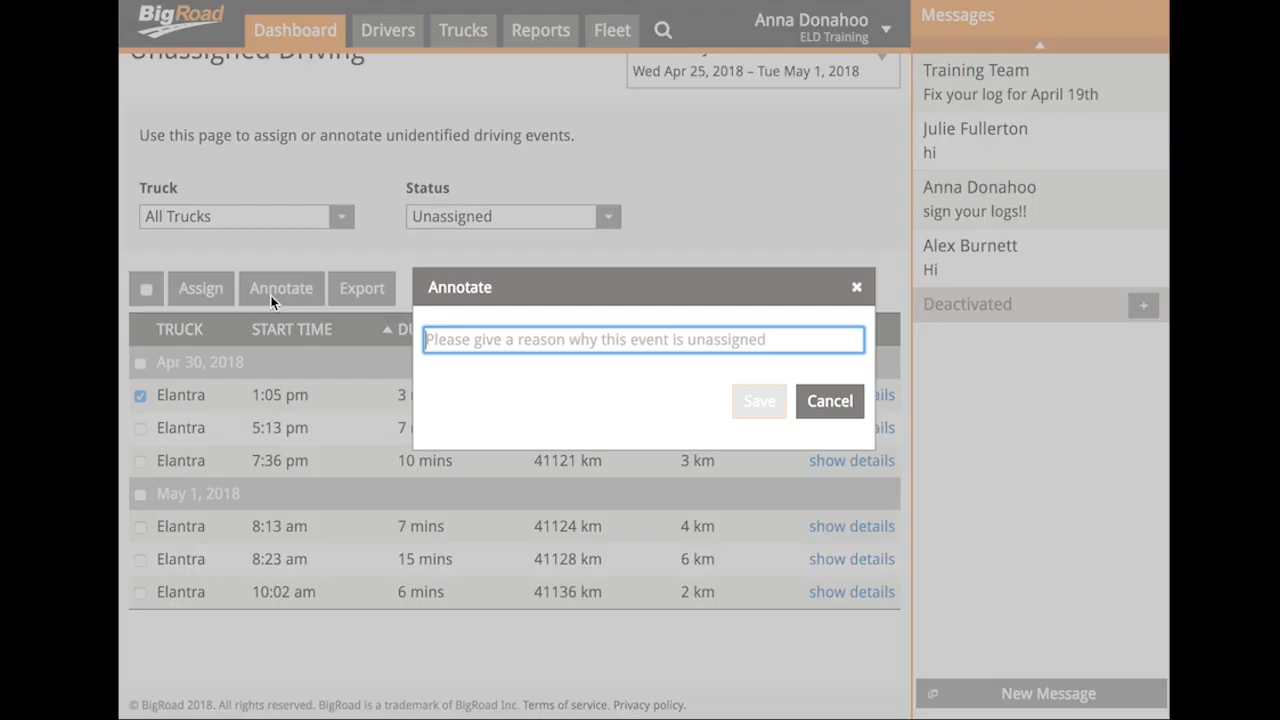 BigRoad
Dashboard
Drivers
Trucks
Reports
Fleet
Anna Donahoo
ELD Training
Messages
Unassigned Driving
Wed Apr 25, 2018 – Tue May 1, 2018
Use this page to assign or annotate unidentified driving events.
Truck
Status
All Trucks
Unassigned
Assign
Annotate
Export
Annotate
Please give a reason why this event is unassigned
Save
Cancel
TRUCK START TIME DU
Apr 30, 2018
Elantra 1:05 pm 3 ails
Elantra 5:13 pm 7 ails
Elantra 7:36 pm 10 mins 41121 km 3 km show details
May 1, 2018
Elantra 8:13 am 7 mins 41124 km 4 km show details
Elantra 8:23 am 15 mins 41128 km 6 km show details
Elantra 10:02 am 6 mins 41136 km 2 km show details
Training Team
Fix your log for April 19th
Julie Fullerton
hi
Anna Donahoo
sign your logs!!
Alex Burnett
Hi
Deactivated +
New Message
© BigRoad 2018. All rights reserved. BigRoad is a trademark of BigRoad Inc. Terms of service. Privacy policy.